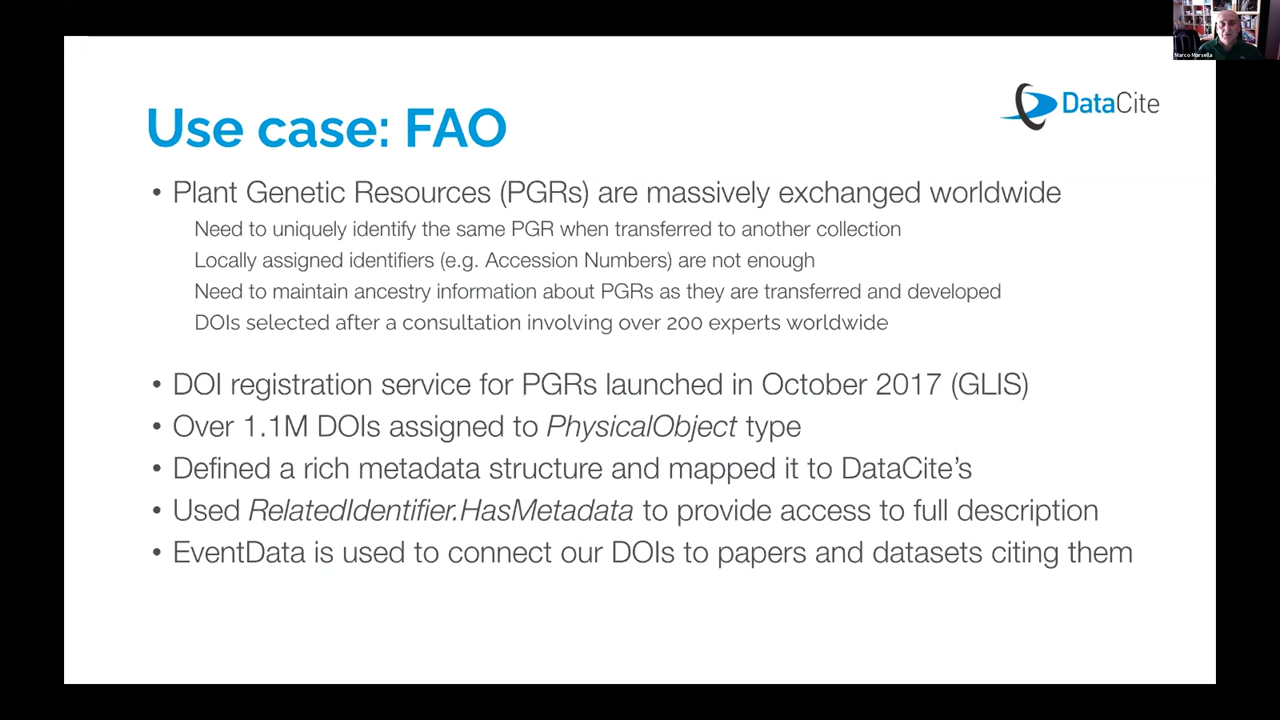 Marco Marsella
DataCite
Use case: FAO
• Plant Genetic Resources (PGRs) are massively exchanged worldwide
Need to uniquely identify the same PGR when transferred to another collection
Locally assigned identifiers (e.g. Accession Numbers) are not enough
Need to maintain ancestry information about PGRs as they are transferred and developed
DOIs selected after a consultation involving over 200 experts worldwide
• DOI registration service for PGRs launched in October 2017 (GLIS)
• Over 1.1M DOIs assigned to PhysicalObject type
• Defined a rich metadata structure and mapped it to DataCite’s
• Used RelatedIdentifier.HasMetadata to provide access to full description
• EventData is used to connect our DOIs to papers and datasets citing them